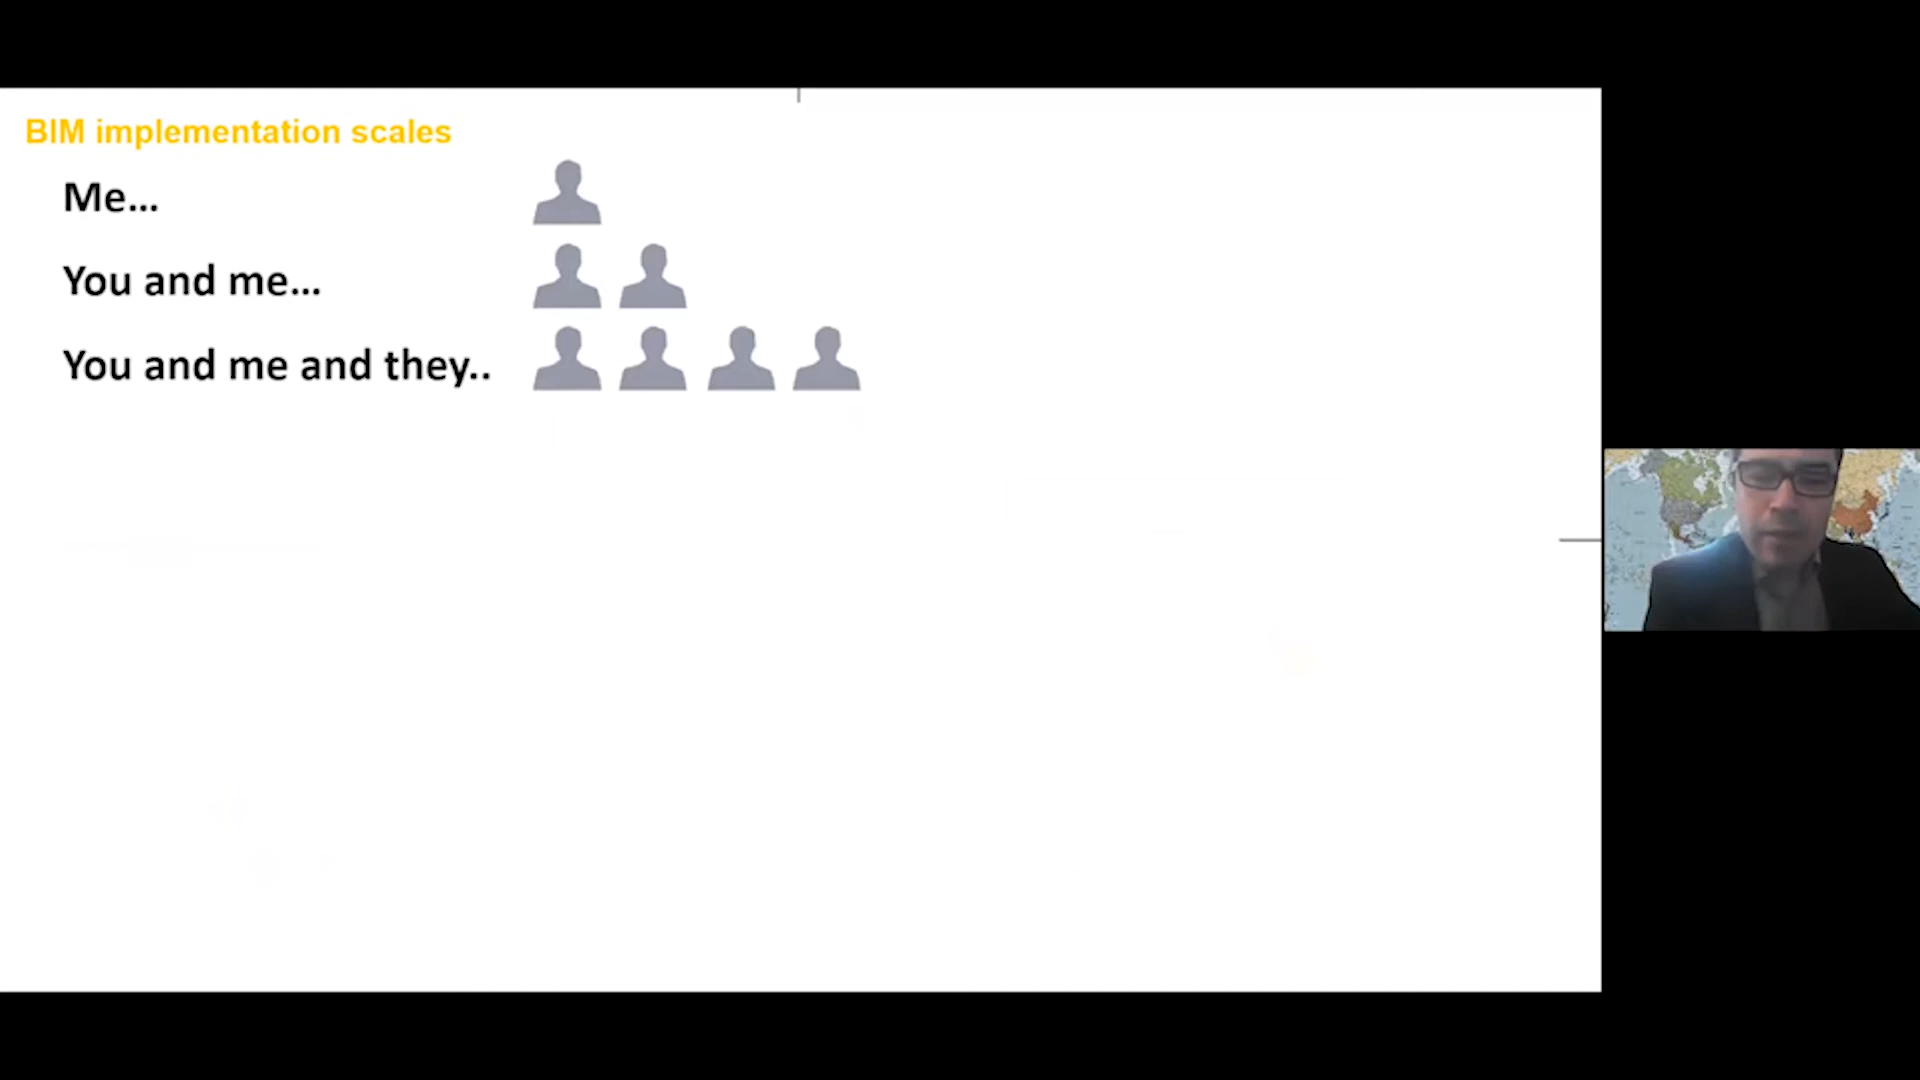 BIM implementation scales
Me...
You and me...
You and me and they..